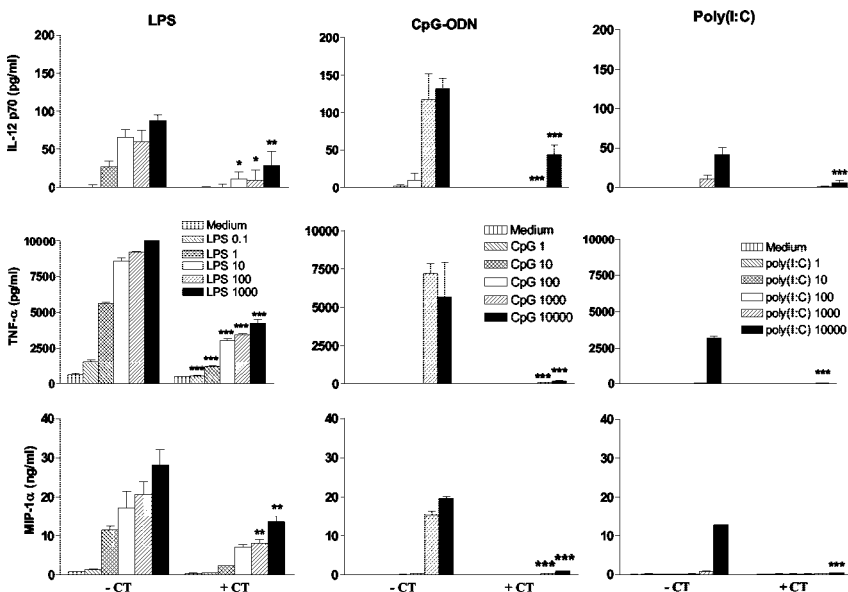 LPS
CpG-ODN
Poly(I:C)
IL-12 p70 (pg/ml)
200
150
100
50
0
*
*
**
200
150
100
50
0
***
***
200
150
100
50
0
***
TNF-α (pg/ml)
10000
7500
5000
2500
0
Medium
LPS 0.1
LPS 1
LPS 10
LPS 100
LPS 1000
***
***
***
***
***
10000
7500
5000
2500
0
Medium
CpG 1
CpG 10
CpG 100
CpG 1000
CpG 10000
***
***
10000
7500
5000
2500
0
Medium
poly(I:C) 1
poly(I:C) 10
poly(I:C) 100
poly(I:C) 1000
poly(I:C) 10000
***
MIP-1α (ng/ml)
40
30
20
10
0
**
**
- CT
+ CT
40
30
20
10
0
***
***
- CT
+ CT
40
30
20
10
0
***
- CT
+ CT